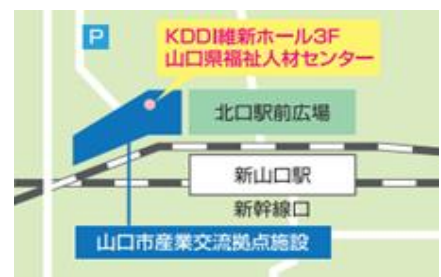 P
KDDI維新ホール3F
山口県福祉人材センター
北口駅前広場
新山口駅
新幹線口
山口市産業交流拠点施設